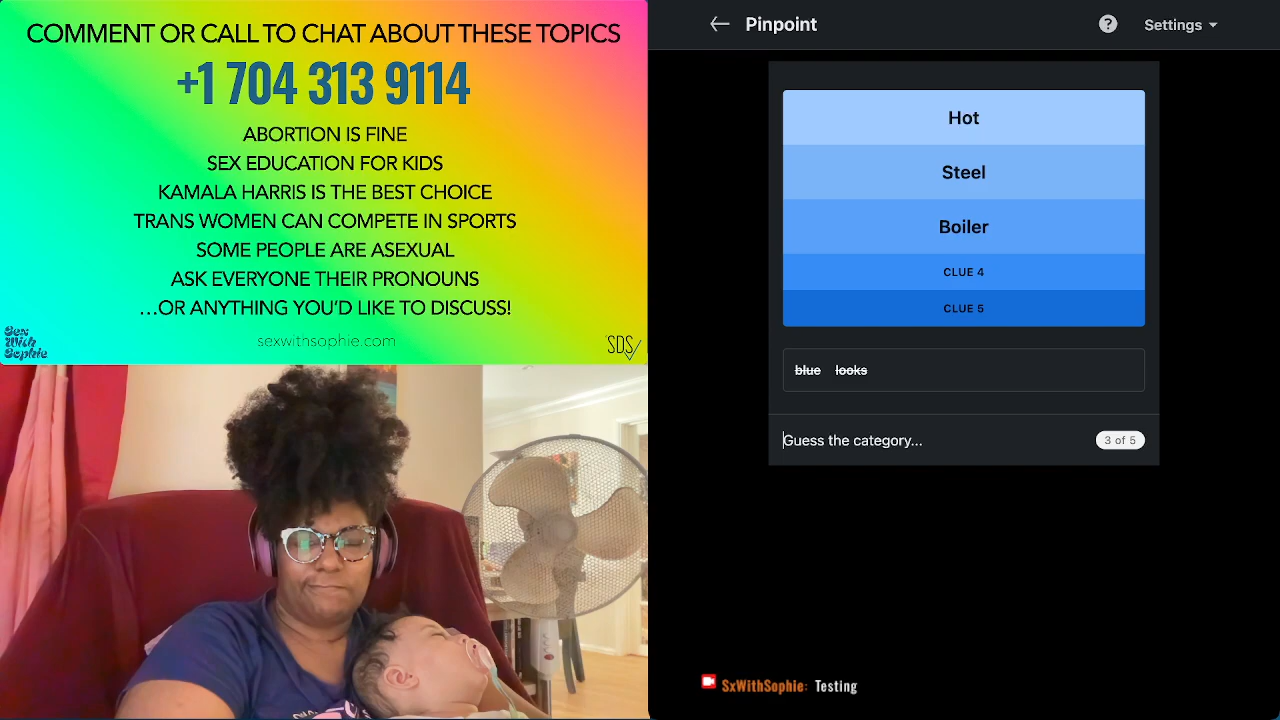 COMMENT OR CALL TO CHAT ABOUT THESE TOPICS
+1 704 313 9114
ABORTION IS FINE
SEX EDUCATION FOR KIDS
KAMALA HARRIS IS THE BEST CHOICE
TRANS WOMEN CAN COMPETE IN SPORTS
SOME PEOPLE ARE ASEXUAL
ASK EVERYONE THEIR PRONOUNS
...OR ANYTHING YOU'D LIKE TO DISCUSS!
sexwithsophie.com
Sex
With
Sophie
SDS
Pinpoint
? Settings
Hot
Steel
Boiler
CLUE 4
CLUE 5
blue looks
Guess the category...
3 of 5
SxWithSophie: Testing